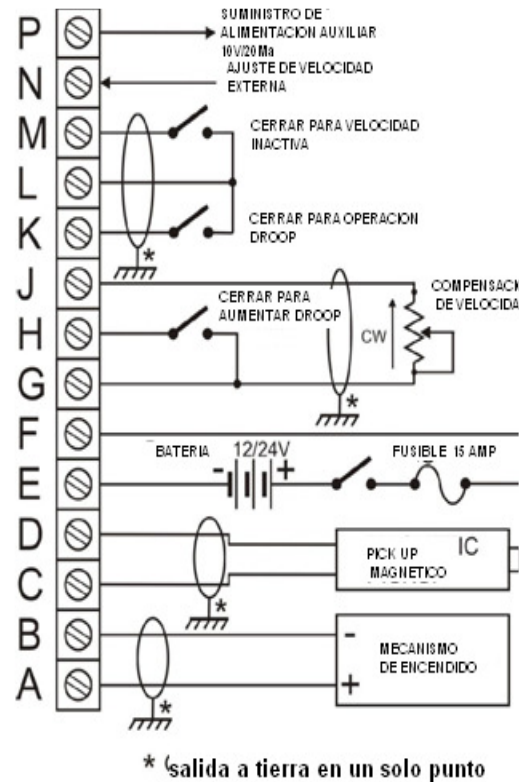 P
SUMINISTRO DE
ALIMENTACION AUXILIAR
10V/20Ma
N
AJUSTE DE VELOCIDAD
EXTERNA
M
CERRAR PARA VELOCIDAD
INACTIVA
L
K
CERRAR PARA OPERACION
DROOP
*
J
COMPENSACI
DE VELOCIDA
H
CERRAR PARA
AUMENTAR DROOP
CW
G
*
F
BATERIA 12/24V
FUSIBLE 15 AMP
E
- +
D
PICK UP
MAGNETICO
IC
C
*
B
-
MECANISMO
DE ENCENDIDO
A
+
*
* (salida a tierra en un solo punto